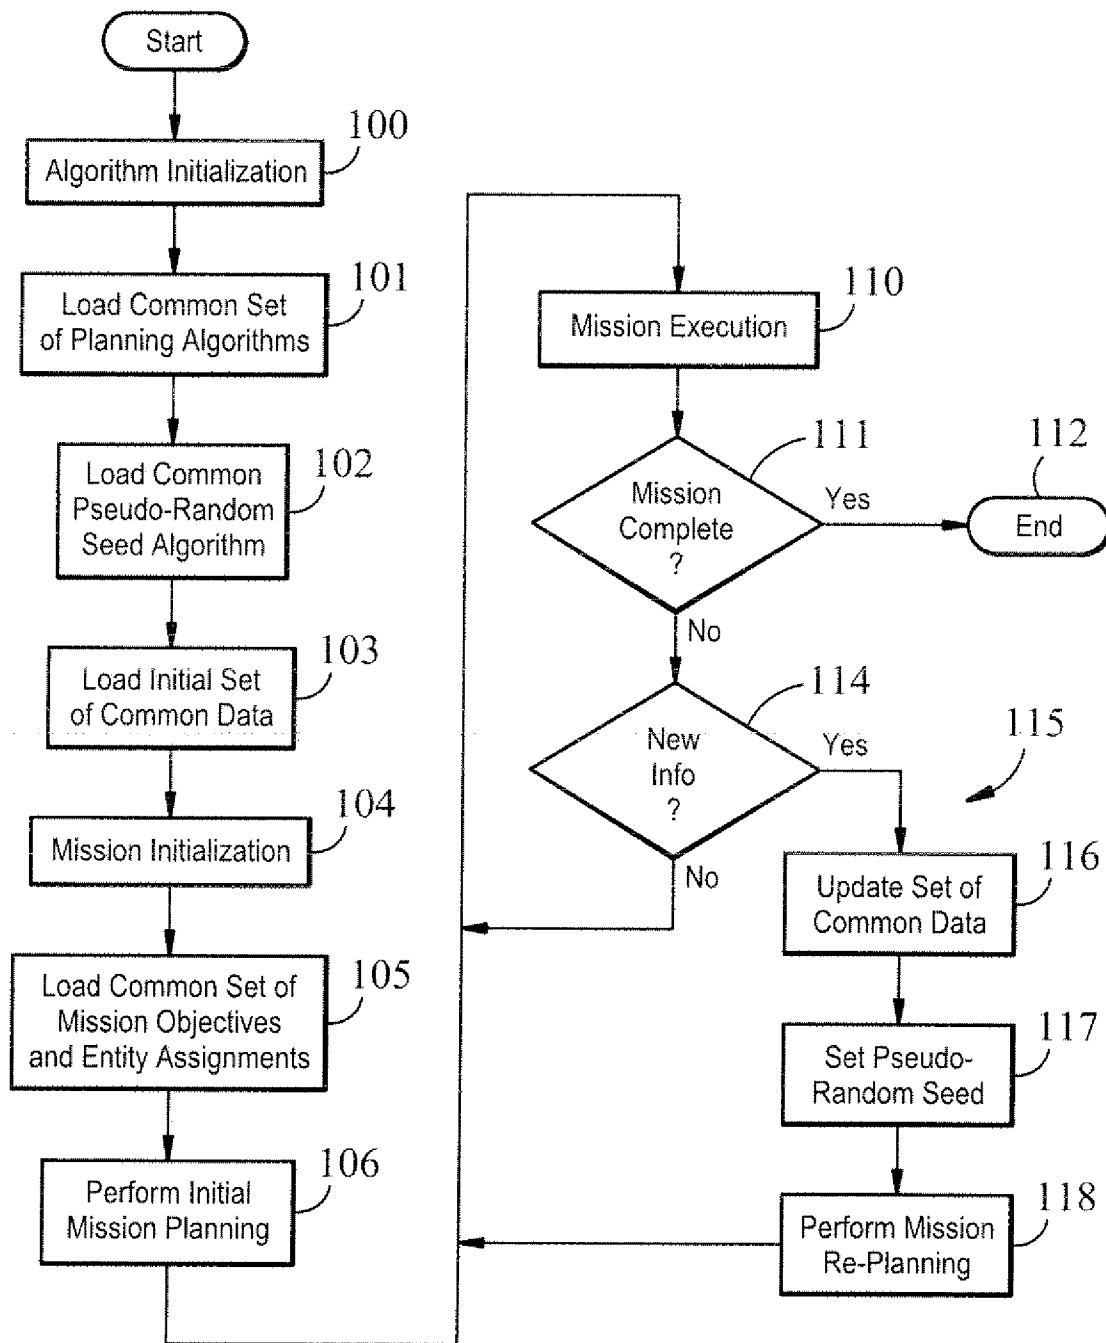 Start
100
Algorithm Initialization
101
Load Common Set
of Planning Algorithms
102
Load Common
Pseudo-Random
Seed Algorithm
103
Load Initial Set
of Common Data
104
Mission Initialization
105
Load Common Set of
Mission Objectives
and Entity Assignments
106
Perform Initial
Mission Planning
110
Mission Execution
111
Mission
Complete
?
Yes
112
End
No
114
New
Info
?
Yes
115
No
116
Update Set of
Common Data
117
Set Pseudo-
Random Seed
118
Perform Mission
Re-Planning